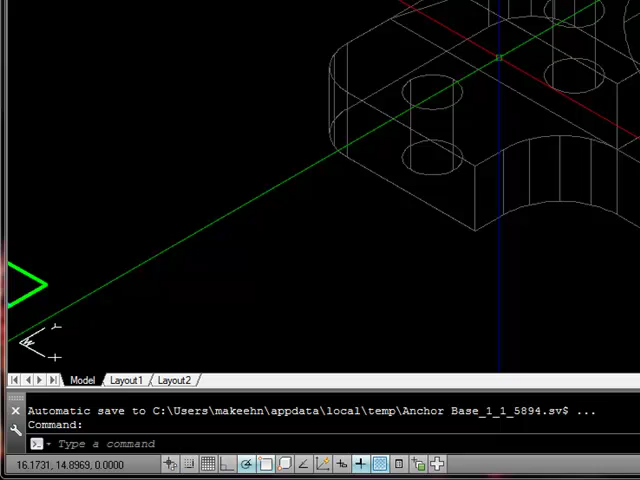 W
Model Layout1 Layout2
Automatic save to C:\Users\makeehn\appdata\local\temp\Anchor Base_1_1_5894.sv$ ...
Command:
Type a command
16.1731, 14.8969, 0.0000